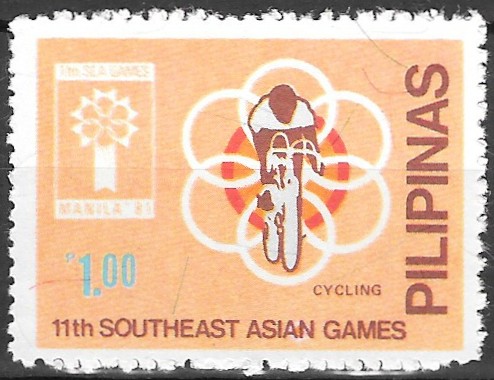 11th SEA GAMES
MANILA '81
PILIPINAS
P1.00
CYCLING
11th SOUTHEAST ASIAN GAMES